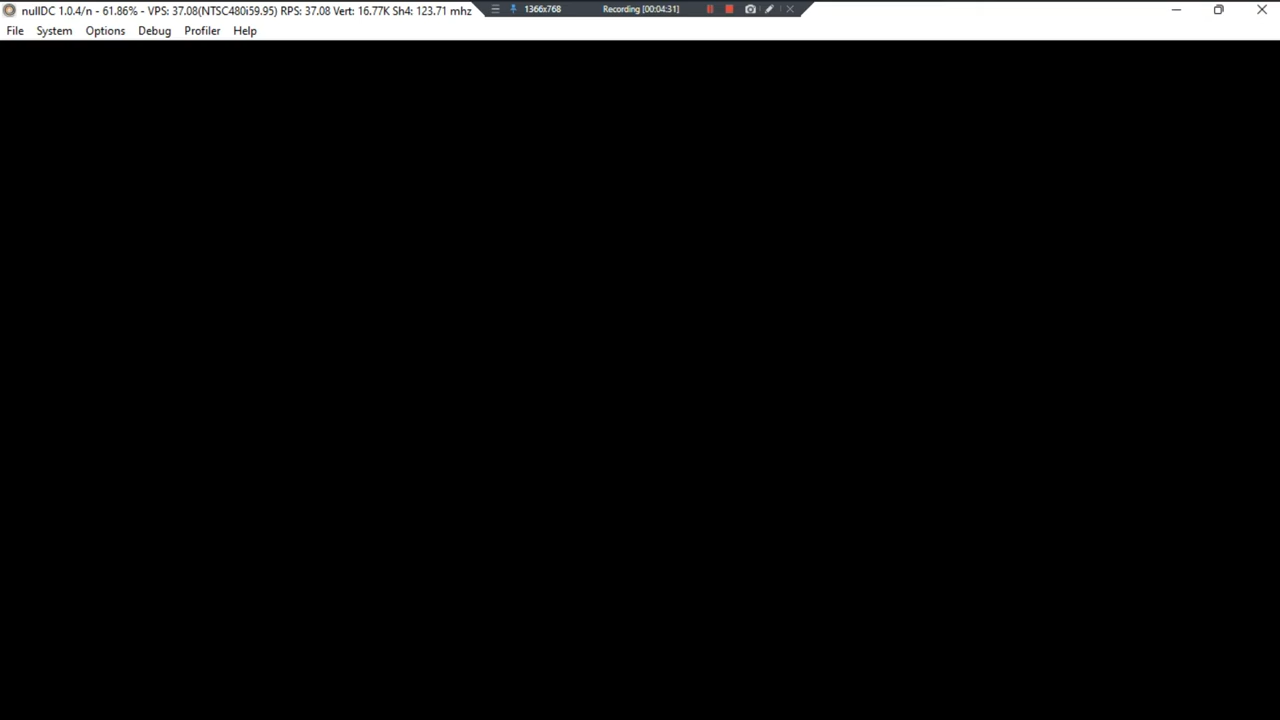 nullDC 1.0.4/n - 61.86% - VPS: 37.08(NTSC480i59.95) RPS: 37.08 Vert: 16.77K Sh4: 123.71 mhz
1366x768 Recording [00:04:31]
File System Options Debug Profiler Help